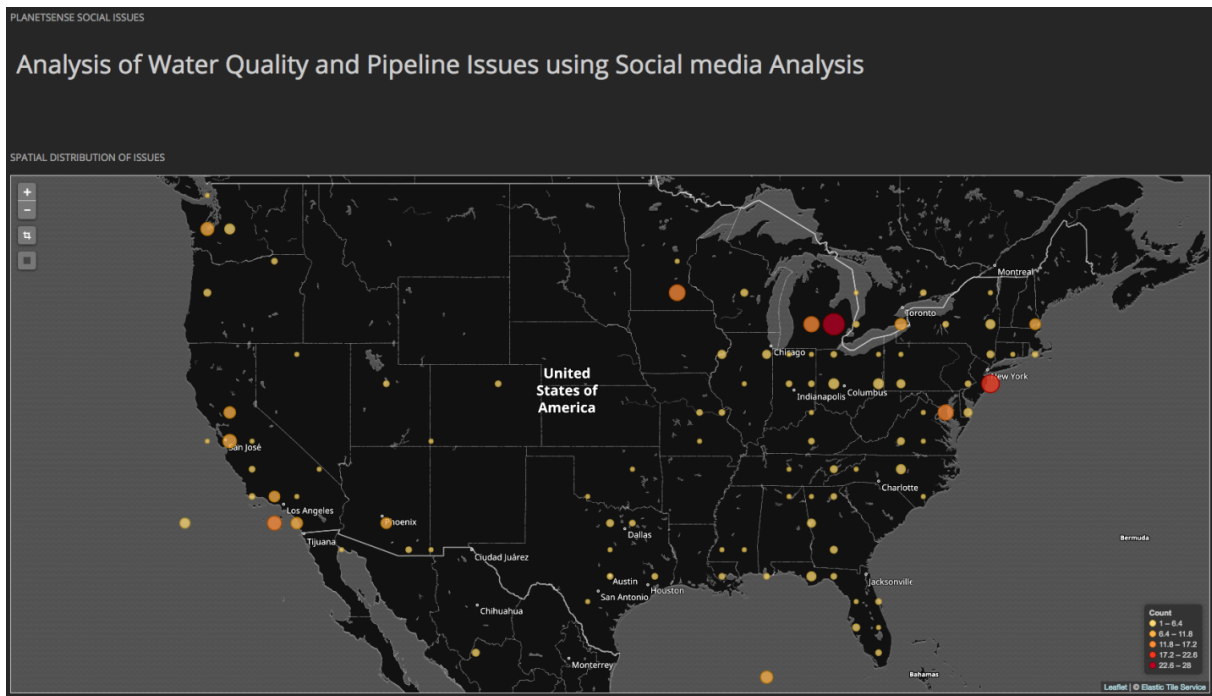 PLANETSENSE SOCIAL ISSUES
Analysis of Water Quality and Pipeline Issues using Social media Analysis
SPATIAL DISTRIBUTION OF ISSUES
+
−
Montreal
Toronto
Chicago
New York
United
States of
America
Indianapolis
Columbus
San José
Charlotte
Los Angeles
Phoenix
Dallas
Tijuana
Bermuda
Ciudad Juárez
Austin
Jacksonville
San Antonio
Houston
Chihuahua
Monterrey
Bahamas
Count
1 – 6.4
6.4 – 11.8
11.8 – 17.2
17.2 – 22.6
22.6 – 28
Leaflet | © Elastic Tile Service